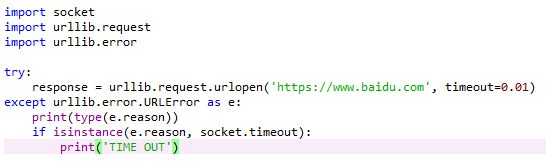 import socket
import urllib.request
import urllib.error
try:
    response = urllib.request.urlopen('https://www.baidu.com', timeout=0.01)
except urllib.error.URLError as e:
    print(type(e.reason))
    if isinstance(e.reason, socket.timeout):
        print('TIME OUT')